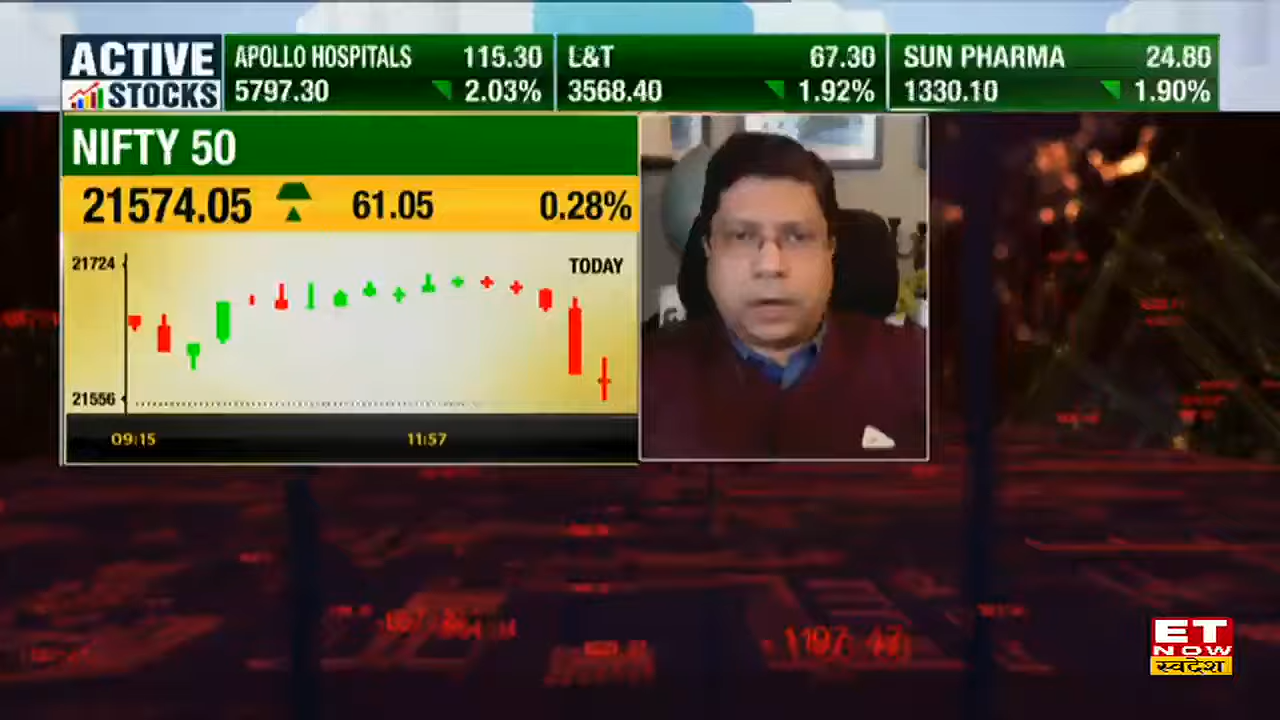 ACTIVE
STOCKS
APOLLO HOSPITALS 115.30
5797.30 2.03%
L&T 67.30
3568.40 1.92%
SUN PHARMA 24.80
1330.10 1.90%
NIFTY 50
21574.05 61.05 0.28%
21724
TODAY
21556
09:15 11:57
1197.47
ET
NOW
स्वदेश